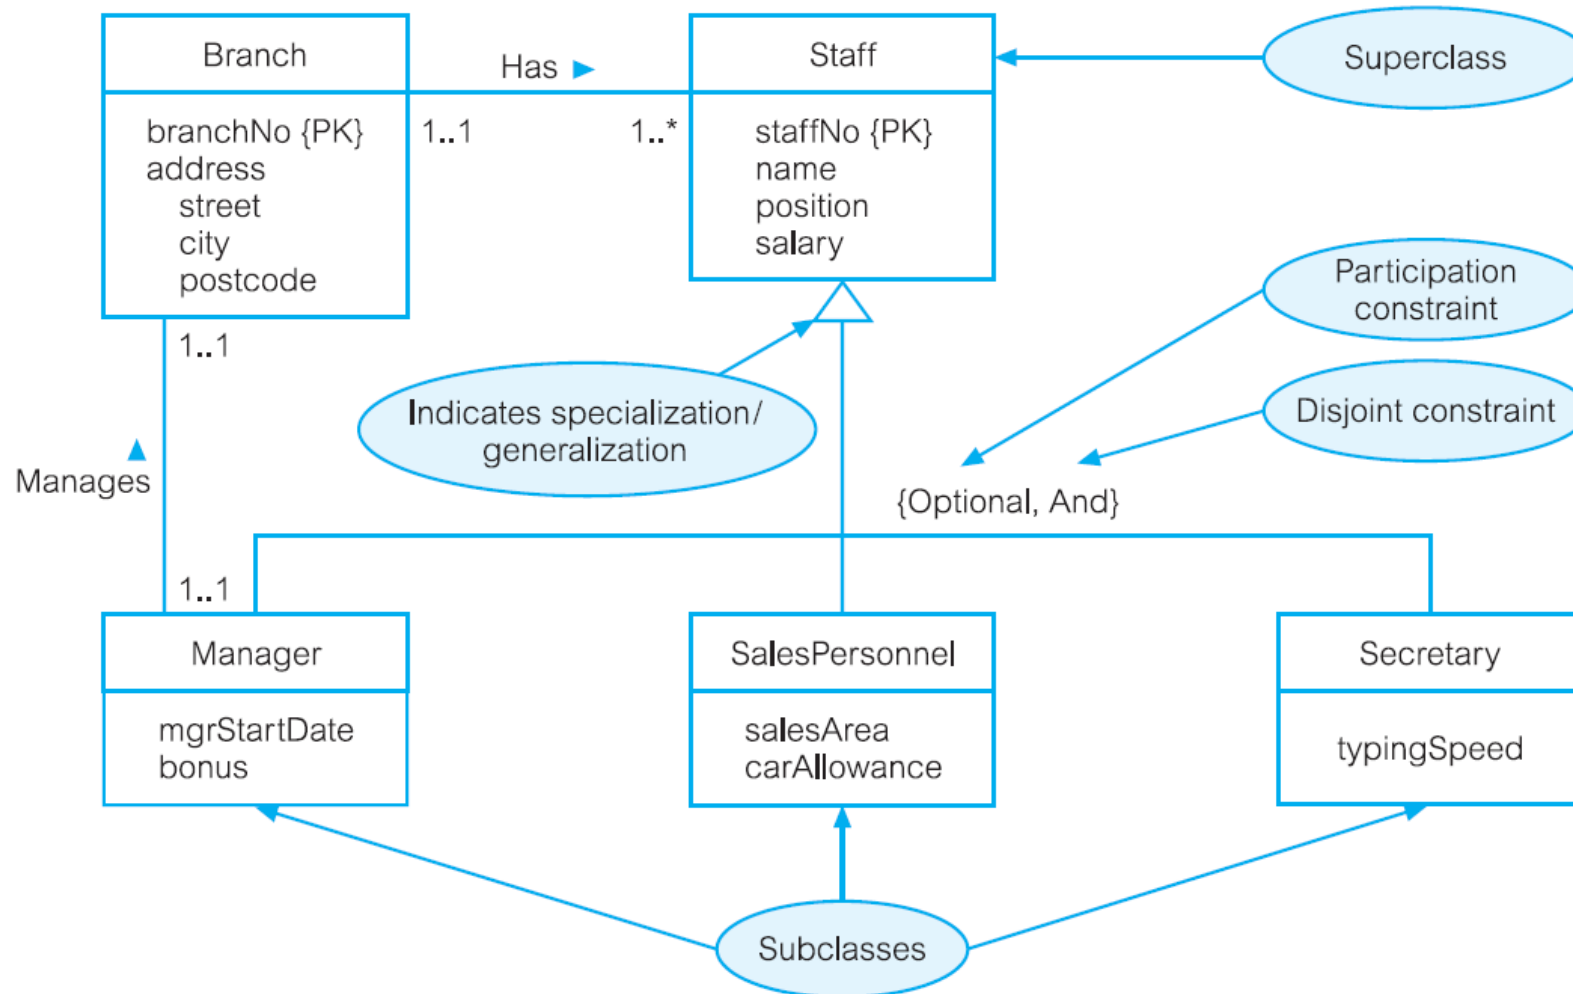 Branch
Has ►
Staff
Superclass
branchNo {PK}
address
street
city
postcode
1..1
1..*
staffNo {PK}
name
position
salary
Participation
constraint
1..1
Indicates specialization/
generalization
Disjoint constraint
▲
Manages
{Optional, And}
1..1
Manager
SalesPersonnel
Secretary
mgrStartDate
bonus
salesArea
carAllowance
typingSpeed
Subclasses